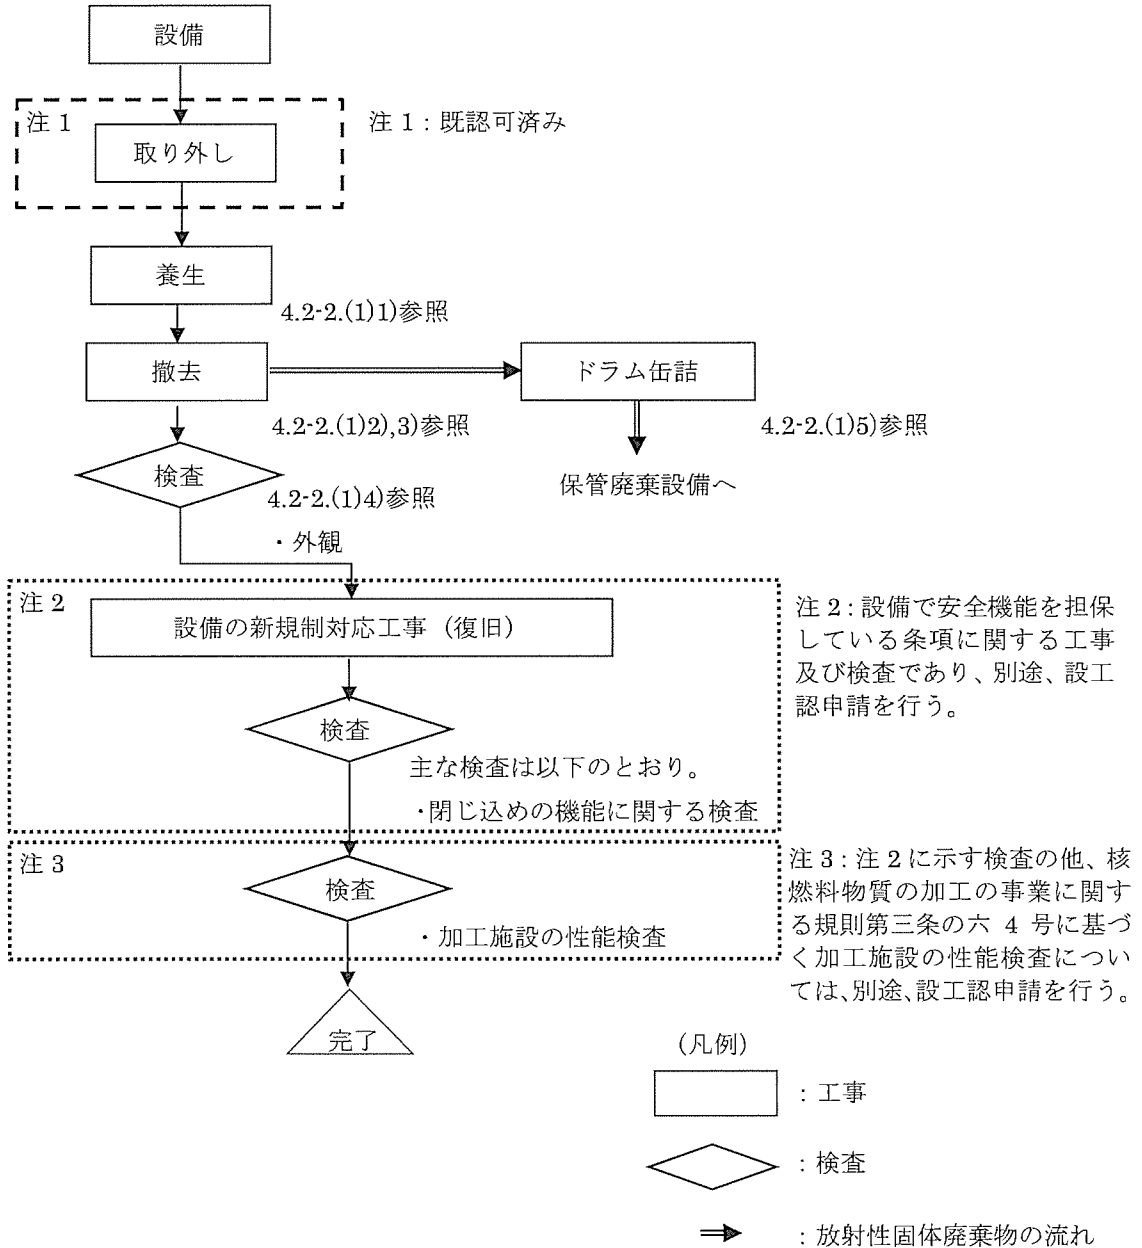 設備
注 1
注 1 : 既認可済み
取り外し
養生
4.2-2.(1)1)参照
撤去
ドラム缶詰
4.2-2.(1)2),3)参照
4.2-2.(1)5)参照
検査
保管廃棄設備へ
4.2-2.(1)4)参照
・外観
注 2
設備の新規制対応工事（復旧）
注 2 : 設備で安全機能を担保
している条項に関する工事
及び検査であり、別途、設工
認申請を行う。
検査
主な検査は以下のとおり。
・閉じ込めの機能に関する検査
注 3
検査
・加工施設の性能検査
注 3 : 注 2 に示す検査の他、核
燃料物質の加工の事業に関す
る規則第三条の六 4 号に基づ
く加工施設の性能検査につい
ては、別途、設工認申請を行う。
完了
(凡例)
: 工事
: 検査
: 放射性固体廃棄物の流れ